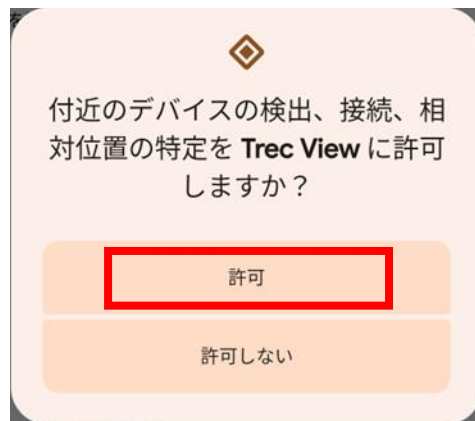 付近のデバイスの検出、接続、相
対位置の特定を Trec View に許可
しますか？
許可
許可しない